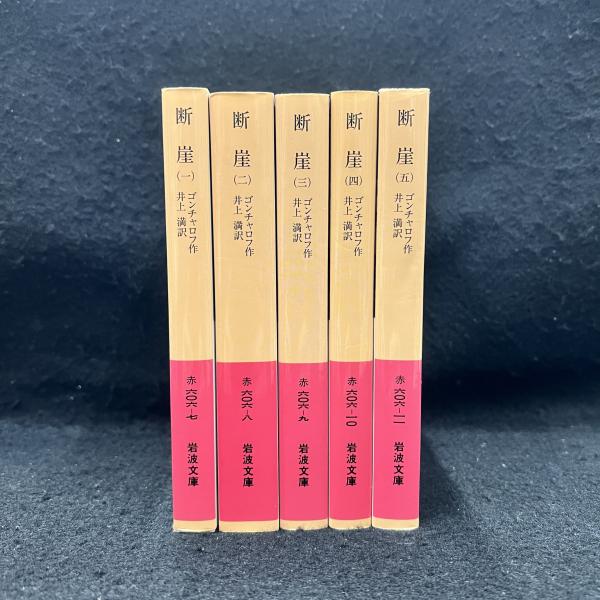 断崖(一)
ゴンチャロフ作
井上満訳
赤六〇六-七
岩波文庫
断崖(二)
ゴンチャロフ作
井上満訳
赤六〇六-八
岩波文庫
断崖(三)
ゴンチャロフ作
井上満訳
赤六〇六-九
岩波文庫
断崖(四)
ゴンチャロフ作
井上満訳
赤六〇六-一〇
岩波文庫
断崖(五)
ゴンチャロフ作
井上満訳
赤六〇六-一一
岩波文庫